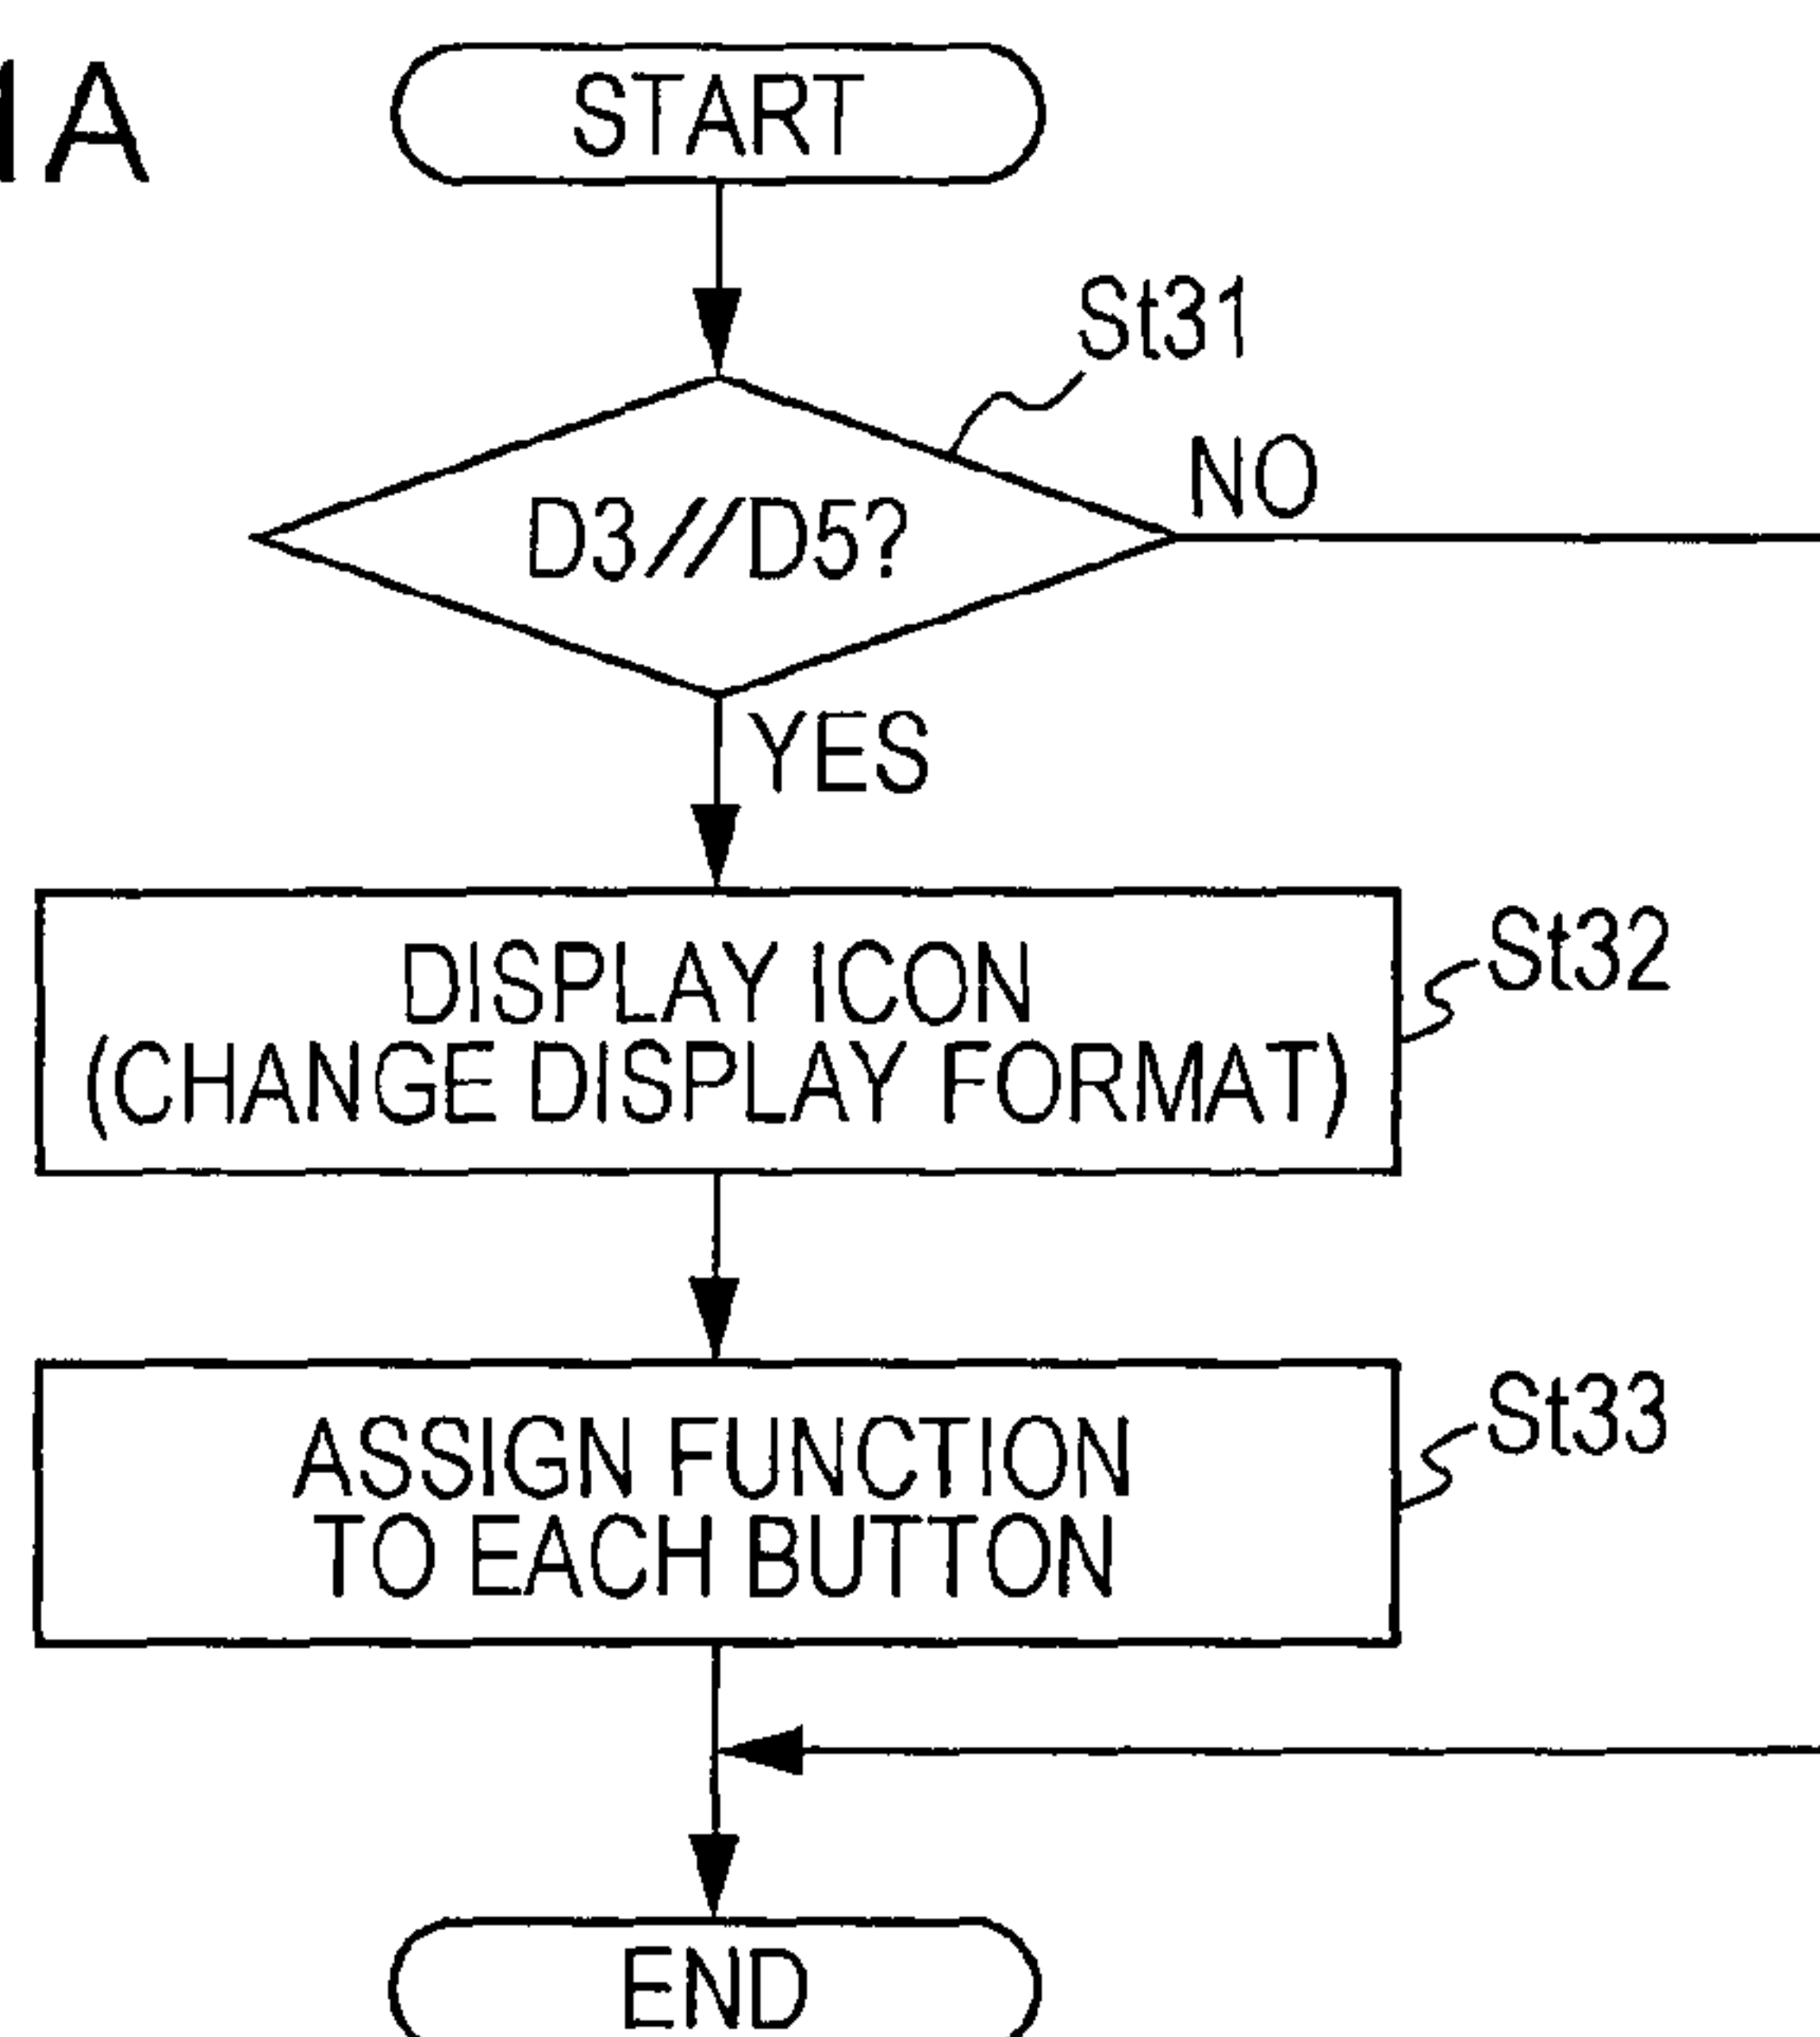 1A
START
St31
D3//D5?
NO
YES
DISPLAY ICON
(CHANGE DISPLAY FORMAT)
St32
ASSIGN FUNCTION
TO EACH BUTTON
St33
END